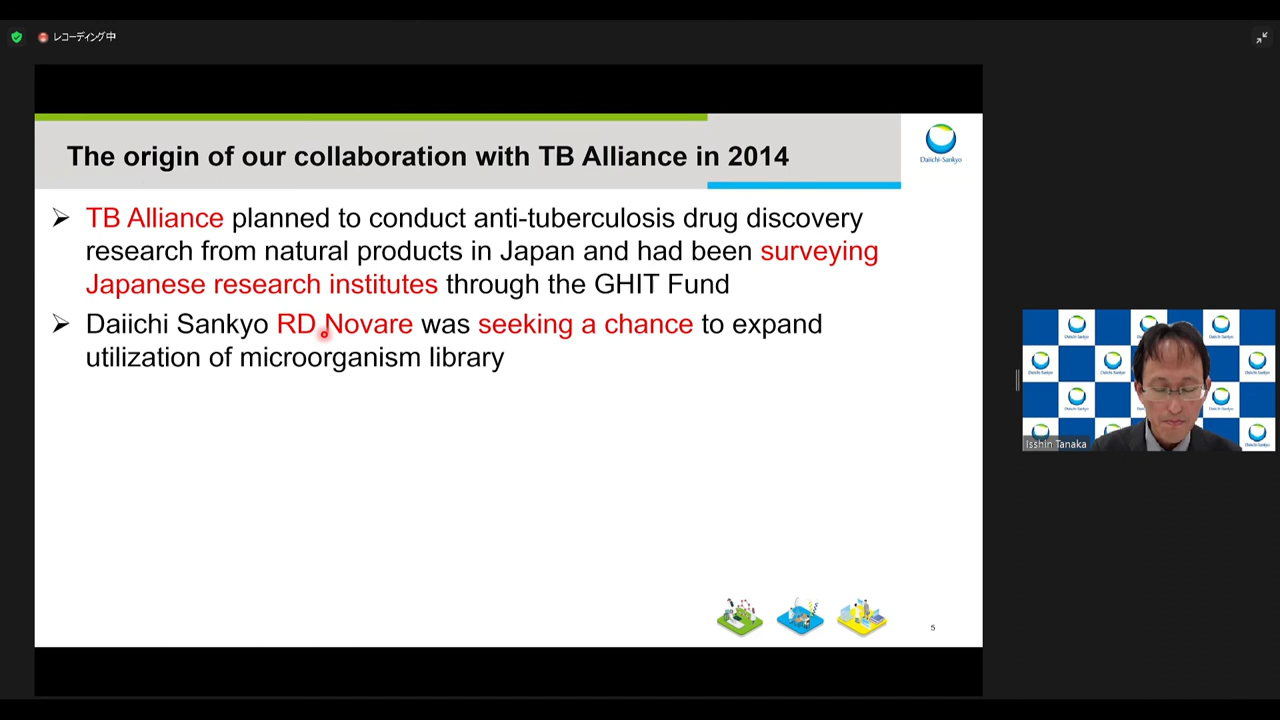 レコーディング中
The origin of our collaboration with TB Alliance in 2014
Daiichi-Sankyo
TB Alliance planned to conduct anti-tuberculosis drug discovery
research from natural products in Japan and had been surveying
Japanese research institutes through the GHIT Fund
Daiichi Sankyo RD Novare was seeking a chance to expand
utilization of microorganism library
5
Isshin Tanaka